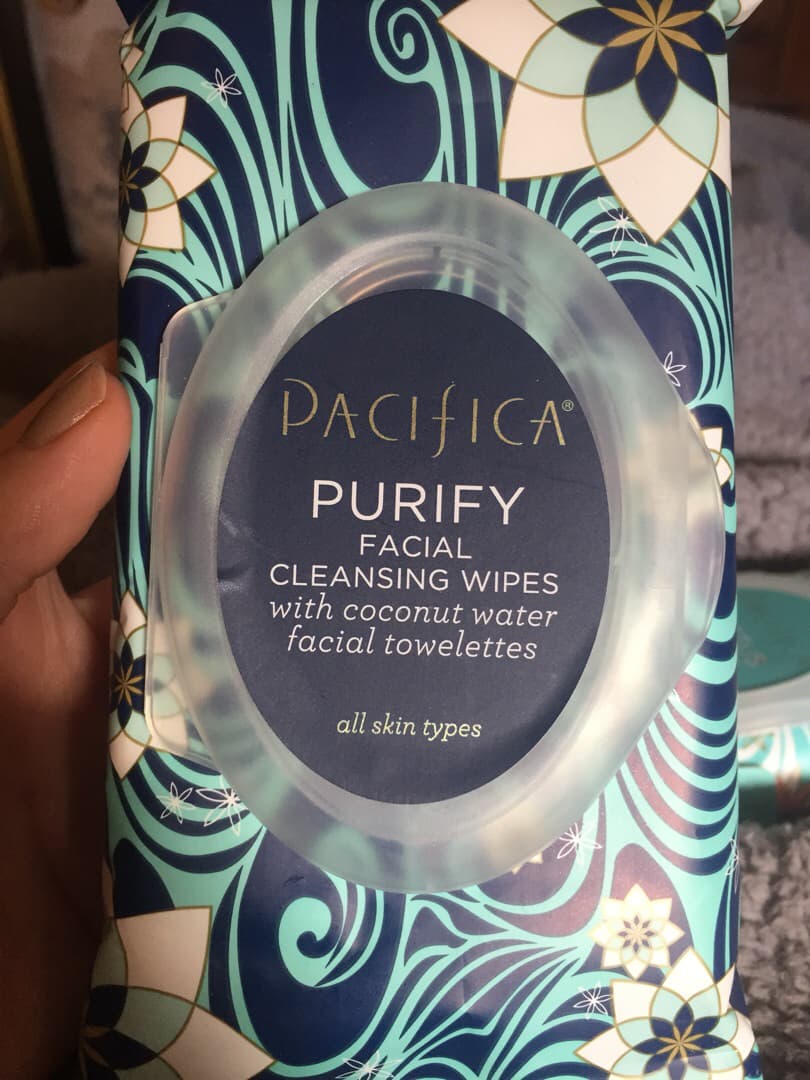 PACIFICA®
PURIFY
FACIAL
CLEANSING WIPES
with coconut water
facial towelettes
all skin types